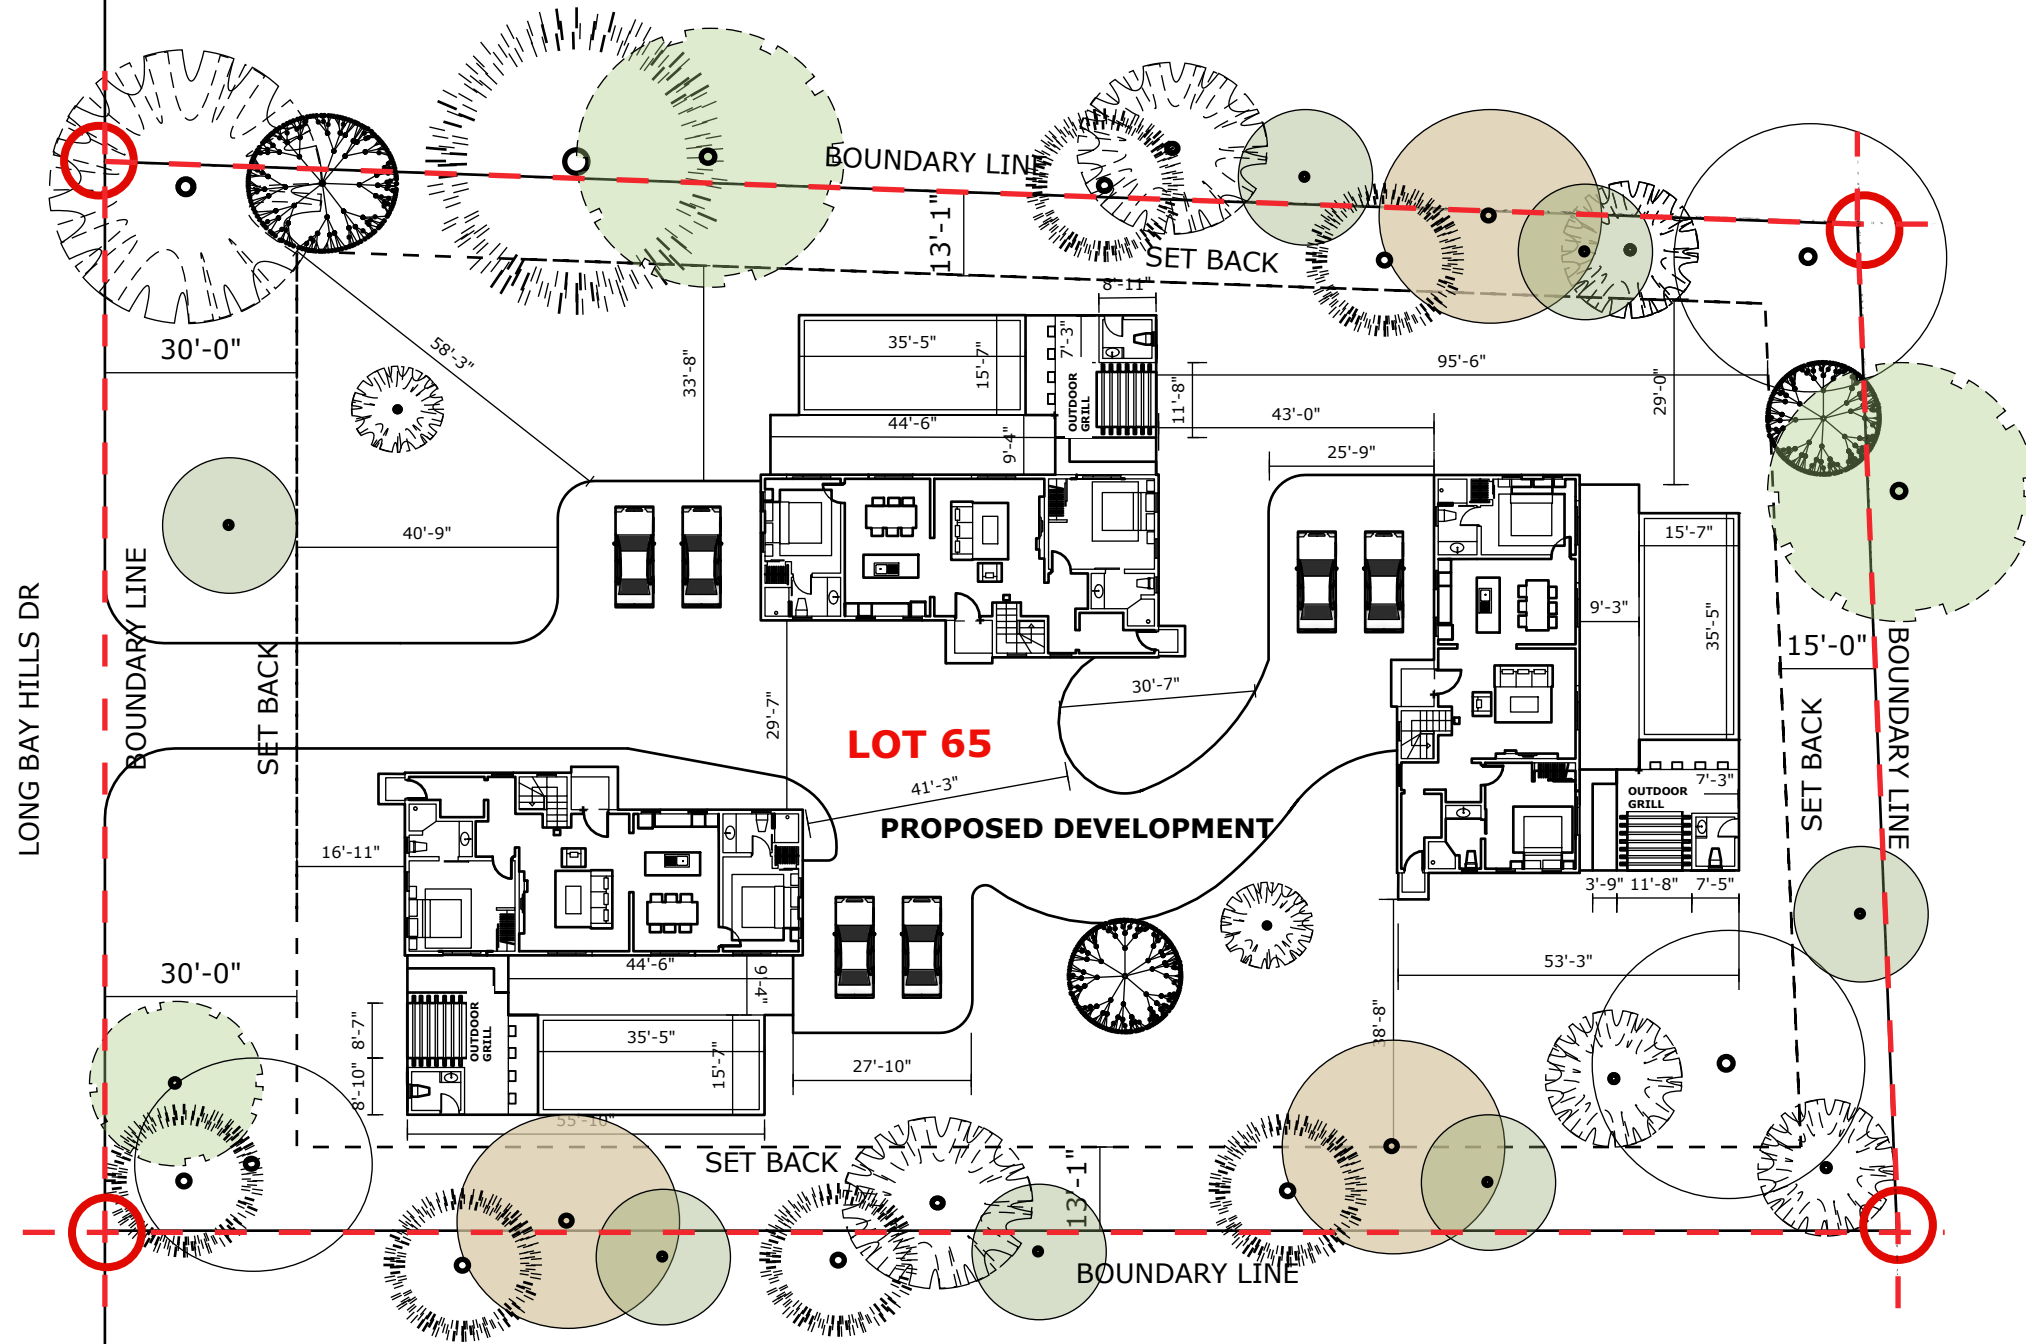 BOUNDARY LINE
13'-1"
SET BACK
8'-11"
30'-0"
58'-3"
33'-8"
35'-5"
15'-7"
7'-3"
OUTDOOR
GRILL
11'-8"
95'-6"
29'-0"
44'-6"
9'-4"
43'-0"
25'-9"
40'-9"
15'-7"
9'-3"
35'-5"
15'-0"
LONG BAY HILLS DR
BOUNDARY LINE
SET BACK
30'-7"
29'-7"
LOT 65
41'-3"
PROPOSED DEVELOPMENT
SET BACK
BOUNDARY LINE
7'-3"
OUTDOOR
GRILL
16'-11"
3'-9"
11'-8"
7'-5"
53'-3"
30'-0"
44'-6"
9'-4"
8'-7"
OUTDOOR
GRILL
35'-5"
15'-7"
8'-10"
27'-10"
38'-8"
55'-10"
SET BACK
13'-1"
BOUNDARY LINE